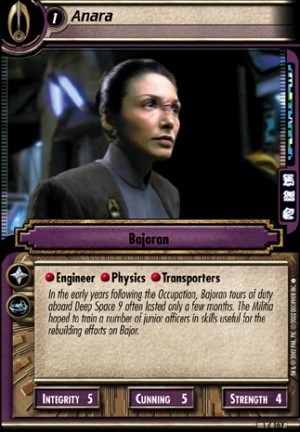 1 Anara
Bajoran
Engineer Physics Transporters
In the early years following the Occupation, Bajoran tours of duty
aboard Deep Space 9 often lasted only a few months. The Militia
hoped to train a number of junior officers in skills useful for the
rebuilding efforts on Bajor.
INTEGRITY 5 CUNNING 5 STRENGTH 4
1 C 207